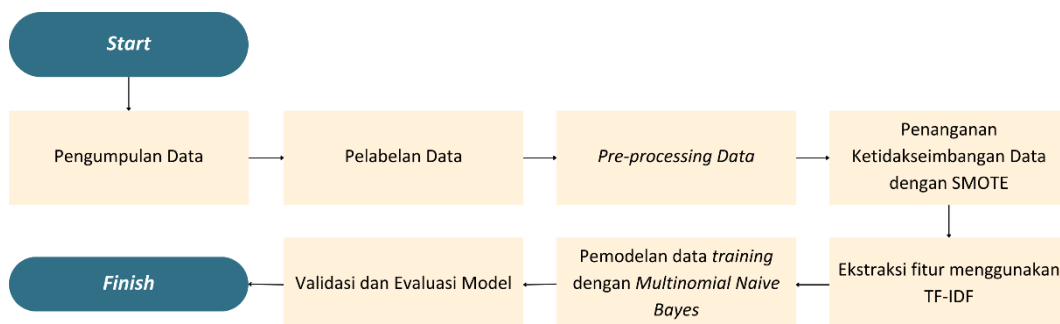 Start
Pengumpulan Data
Pelabelan Data
Pre-processing Data
Penanganan
Ketidakseimbangan Data
dengan SMOTE
Ekstraksi fitur menggunakan
TF-IDF
Pemodelan data training
dengan Multinomial Naive
Bayes
Validasi dan Evaluasi Model
Finish